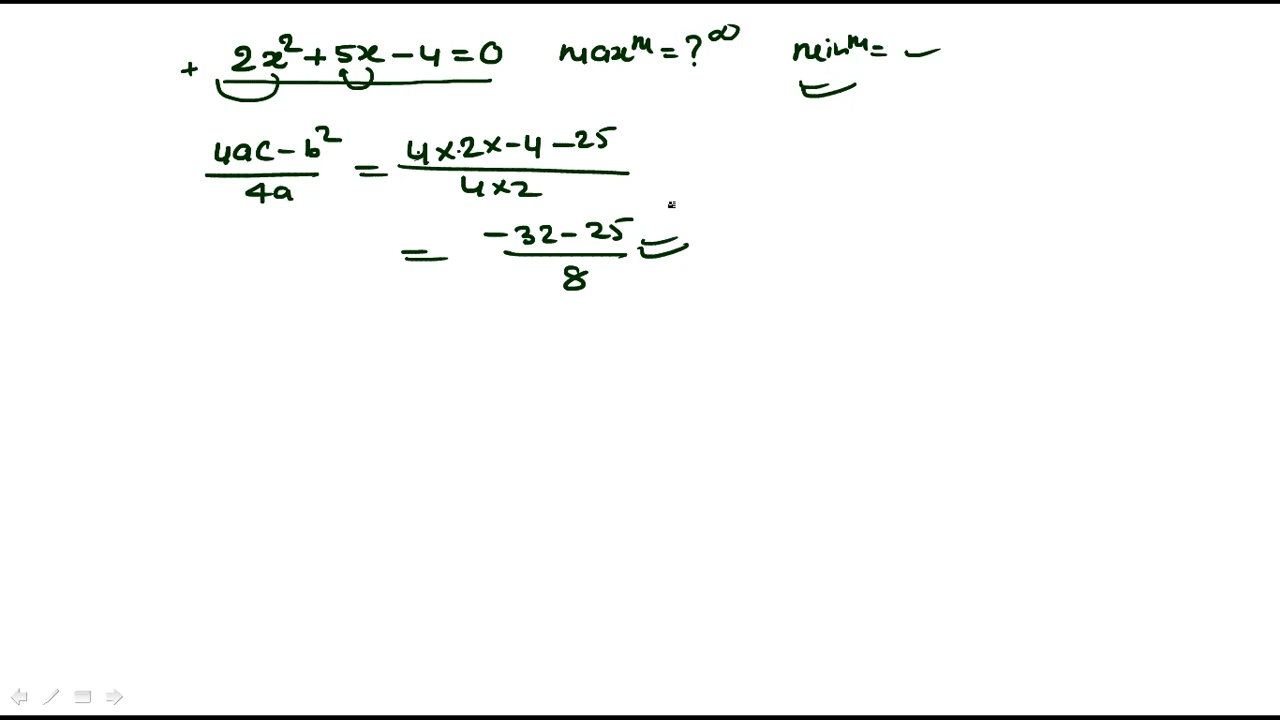 + 2x² + 5x - 4 = 0 maxᵐ = ? ∞ minᵐ =
4ac - b² / 4a = 4 × 2 × -4 - 25 / 4 × 2
= -32 - 25 / 8